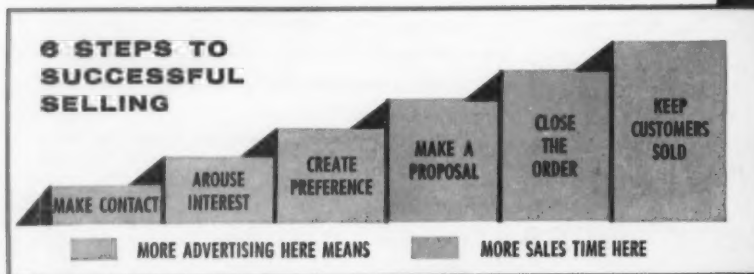 6 STEPS TO
SUCCESSFUL
SELLING
MAKE CONTACT
AROUSE
INTEREST
CREATE
PREFERENCE
MAKE A
PROPOSAL
CLOSE
THE
ORDER
KEEP
CUSTOMERS
SOLD
MORE ADVERTISING HERE MEANS
MORE SALES TIME HERE